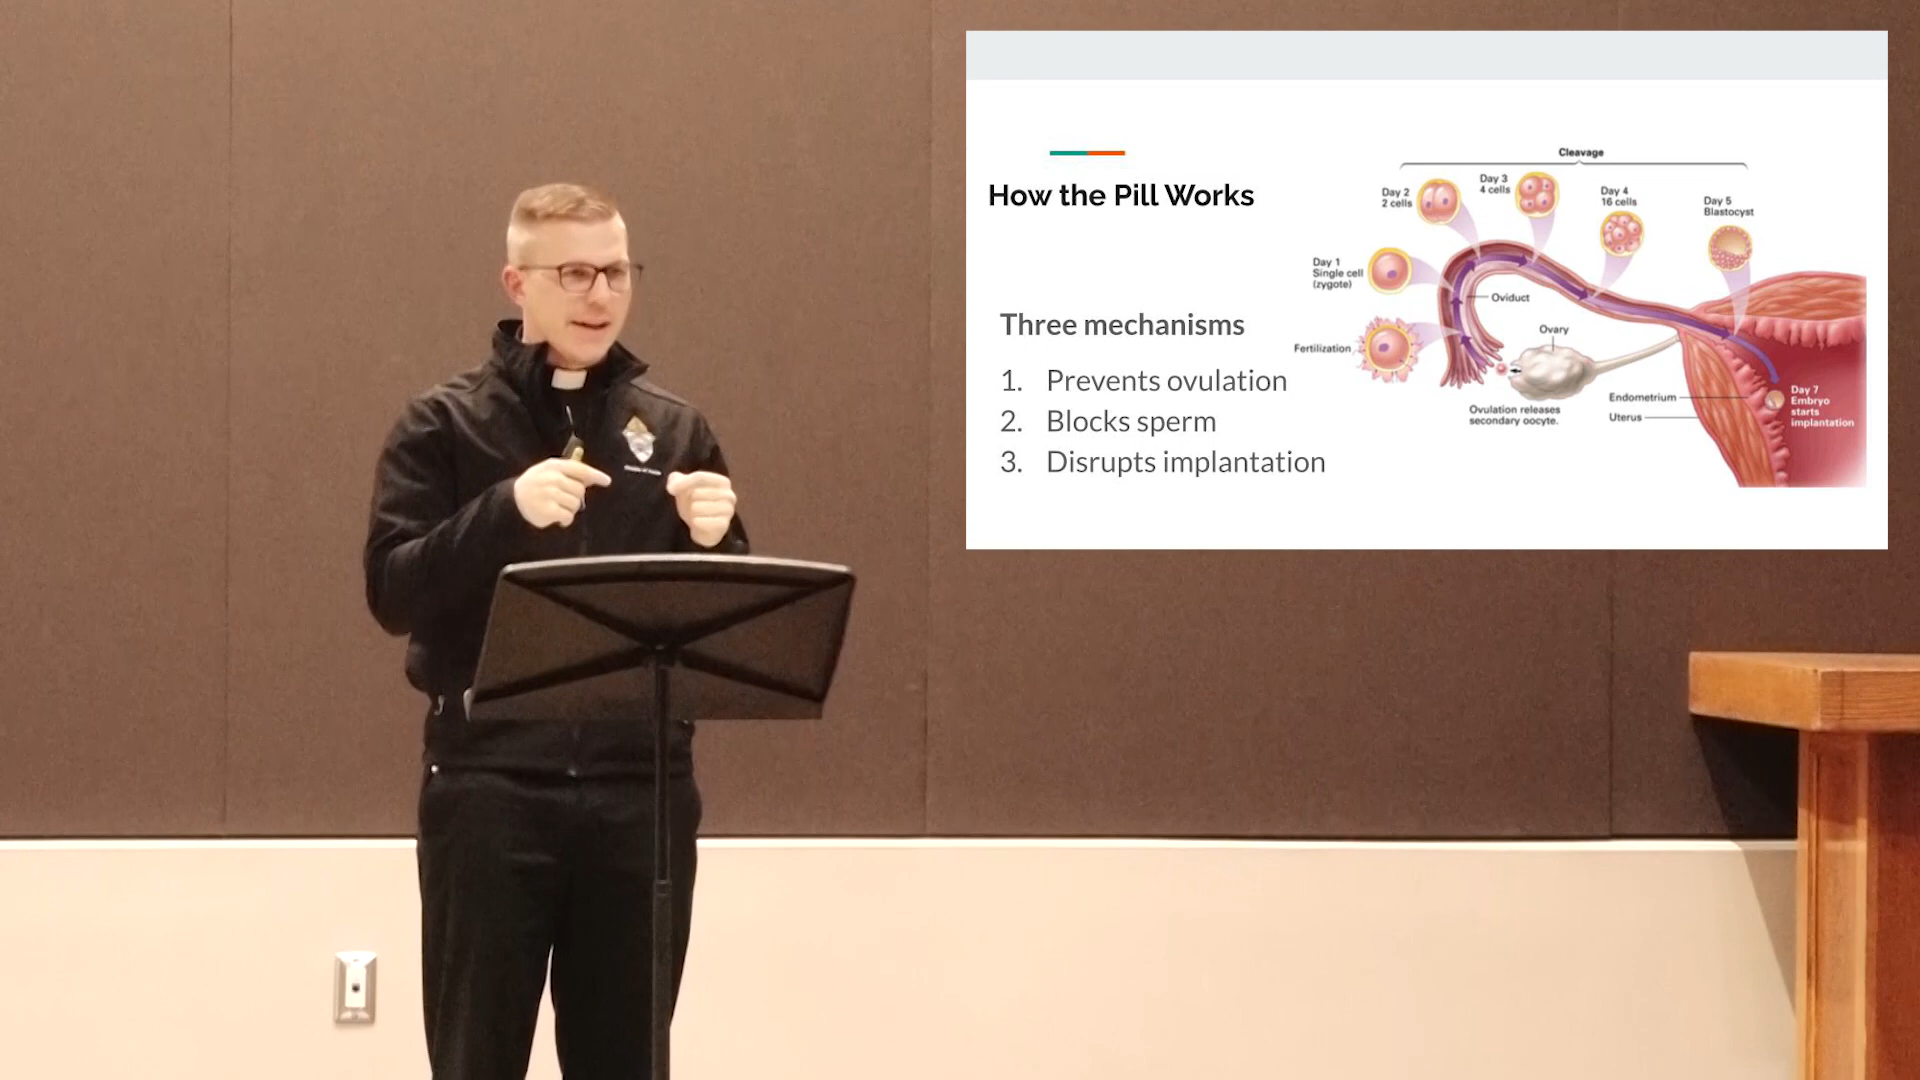 How the Pill Works
Three mechanisms
1. Prevents ovulation
2. Blocks sperm
3. Disrupts implantation
Cleavage
Day 2
2 cells
Day 3
4 cells
Day 4
16 cells
Day 5
Blastocyst
Day 1
Single cell
(zygote)
Oviduct
Fertilization
Ovary
Ovulation releases
secondary oocyte.
Endometrium
Uterus
Day 7
Embryo
starts
implantation